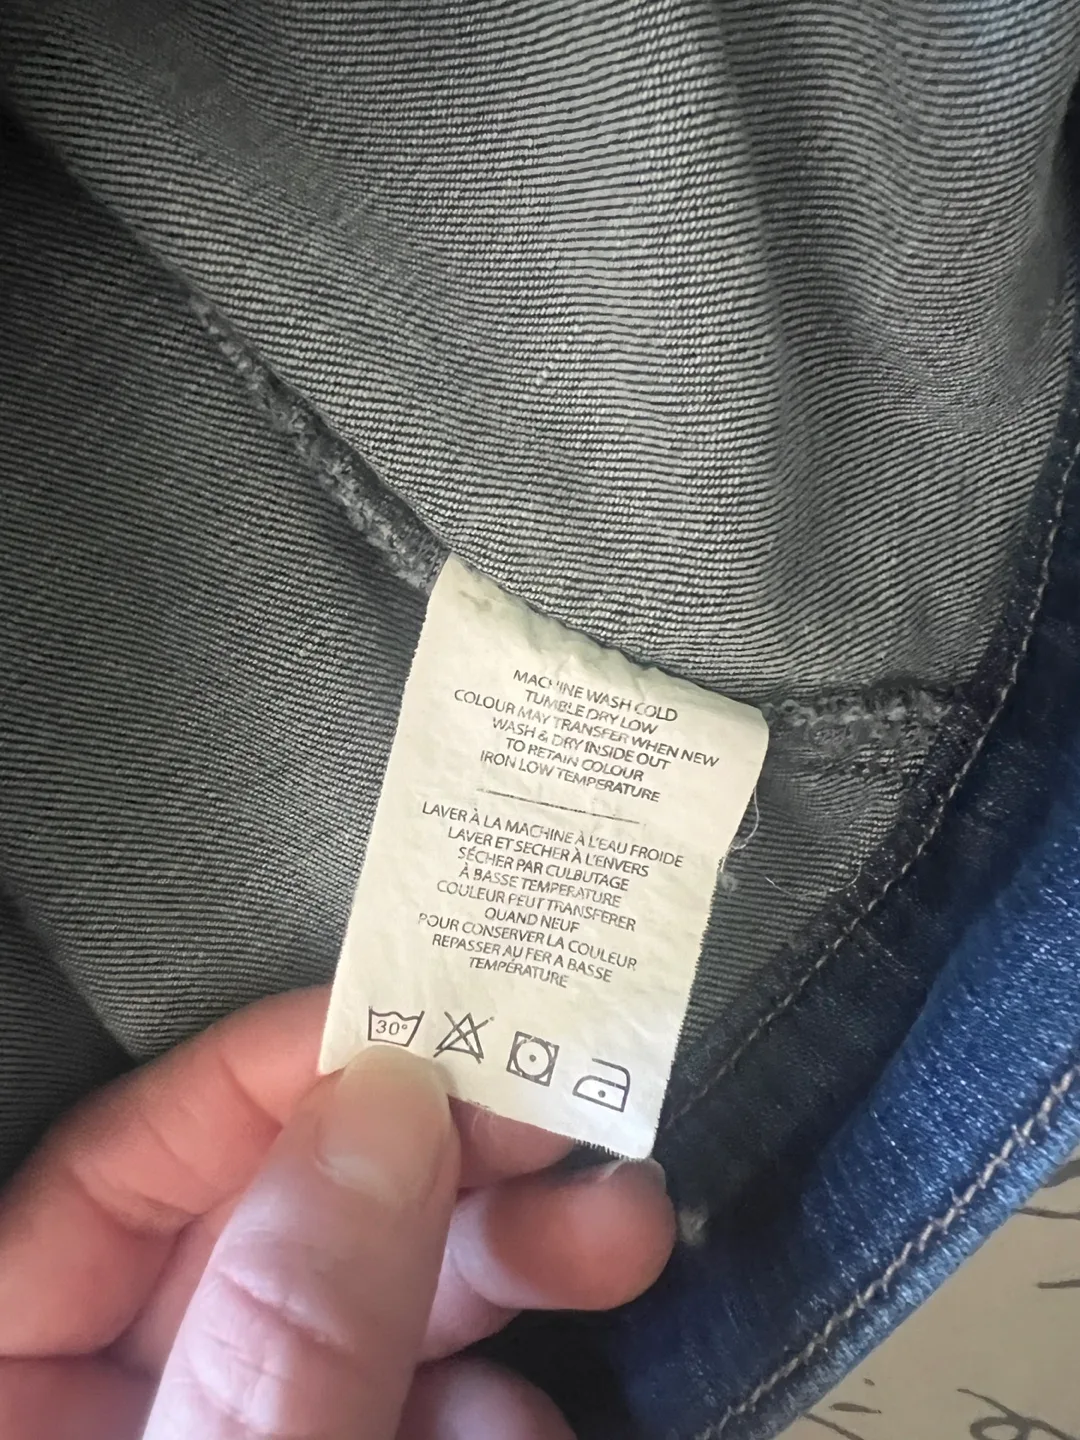 MACHINE WASH COLD
TUMBLE DRY LOW
COLOUR MAY TRANSFER WHEN NEW
WASH & DRY INSIDE OUT
TO RETAIN COLOUR
IRON LOW TEMPERATURE
LAVER À LA MACHINE À L'EAU FROIDE
LAVER ET SECHER À L'ENVERS
SÉCHER PAR CULBUTAGE
À BASSE TEMPERATURE
COULEUR PEUT TRANSFERER
QUAND NEUF
POUR CONSERVER LA COULEUR
REPASSER AU FER A BASSE
TEMPÉRATURE
30°